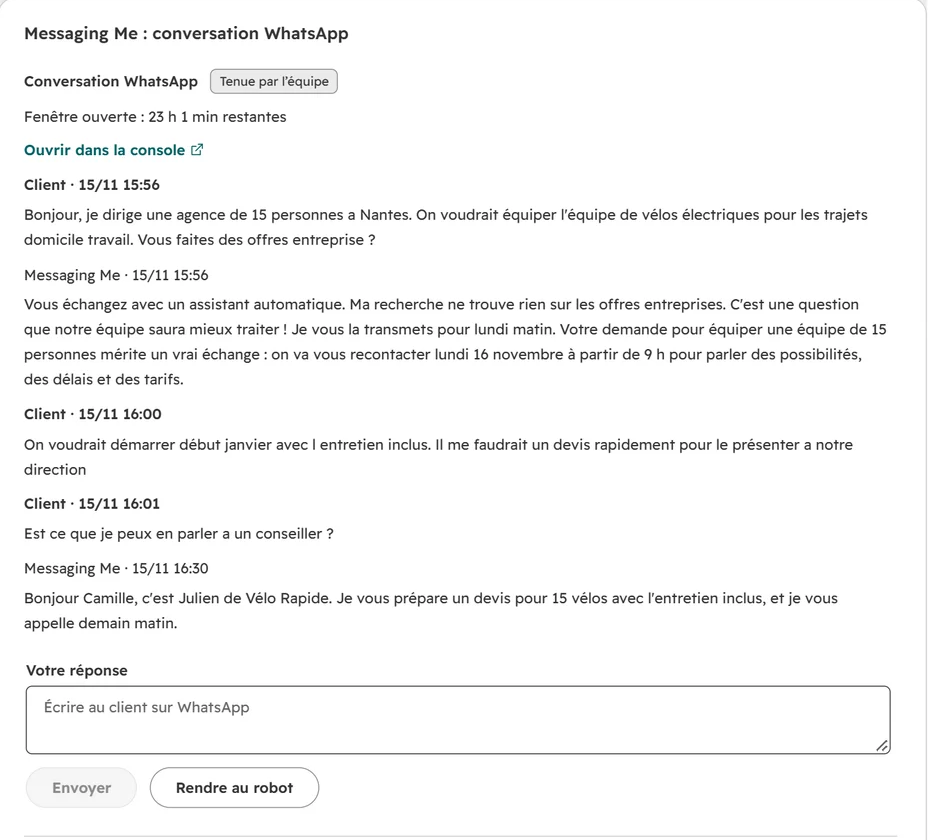 Messaging Me : conversation WhatsApp
Conversation WhatsApp Tenue par l'équipe
Fenêtre ouverte : 23 h 1 min restantes
Ouvrir dans la console
Client · 15/11 15:56
Bonjour, je dirige une agence de 15 personnes a Nantes. On voudrait équiper l'équipe de vélos électriques pour les trajets
domicile travail. Vous faites des offres entreprise ?
Messaging Me · 15/11 15:56
Vous échangez avec un assistant automatique. Ma recherche ne trouve rien sur les offres entreprises. C'est une question
que notre équipe saura mieux traiter ! Je vous la transmets pour lundi matin. Votre demande pour équiper une équipe de 15
personnes mérite un vrai échange : on va vous recontacter lundi 16 novembre à partir de 9 h pour parler des possibilités,
des délais et des tarifs.
Client · 15/11 16:00
On voudrait démarrer début janvier avec l entretien inclus. Il me faudrait un devis rapidement pour le présenter a notre
direction
Client · 15/11 16:01
Est ce que je peux en parler a un conseiller ?
Messaging Me · 15/11 16:30
Bonjour Camille, c'est Julien de Vélo Rapide. Je vous prépare un devis pour 15 vélos avec l'entretien inclus, et je vous
appelle demain matin.
Votre réponse
Écrire au client sur WhatsApp
Envoyer Rendre au robot